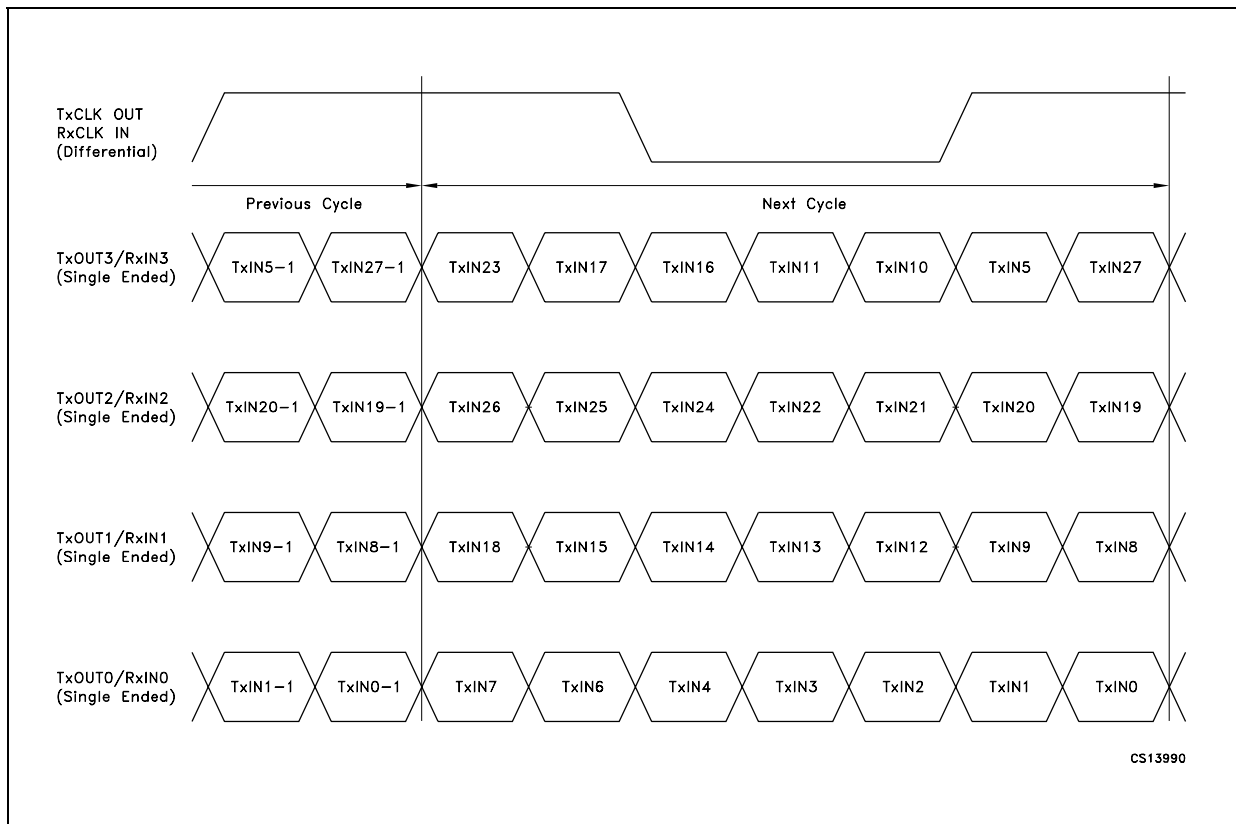 TxCLK OUT
RxCLK IN
(Differential)
Previous Cycle
Next Cycle
TxOUT3/RxIN3
(Single Ended)
TxIN5-1 TxIN27-1 TxIN23 TxIN17 TxIN16 TxIN11 TxIN10 TxIN5 TxIN27
TxOUT2/RxIN2
(Single Ended)
TxIN20-1 TxIN19-1 TxIN26 TxIN25 TxIN24 TxIN22 TxIN21 TxIN20 TxIN19
TxOUT1/RxIN1
(Single Ended)
TxIN9-1 TxIN8-1 TxIN18 TxIN15 TxIN14 TxIN13 TxIN12 TxIN9 TxIN8
TxOUT0/RxIN0
(Single Ended)
TxIN1-1 TxIN0-1 TxIN7 TxIN6 TxIN4 TxIN3 TxIN2 TxIN1 TxIN0
CS13990